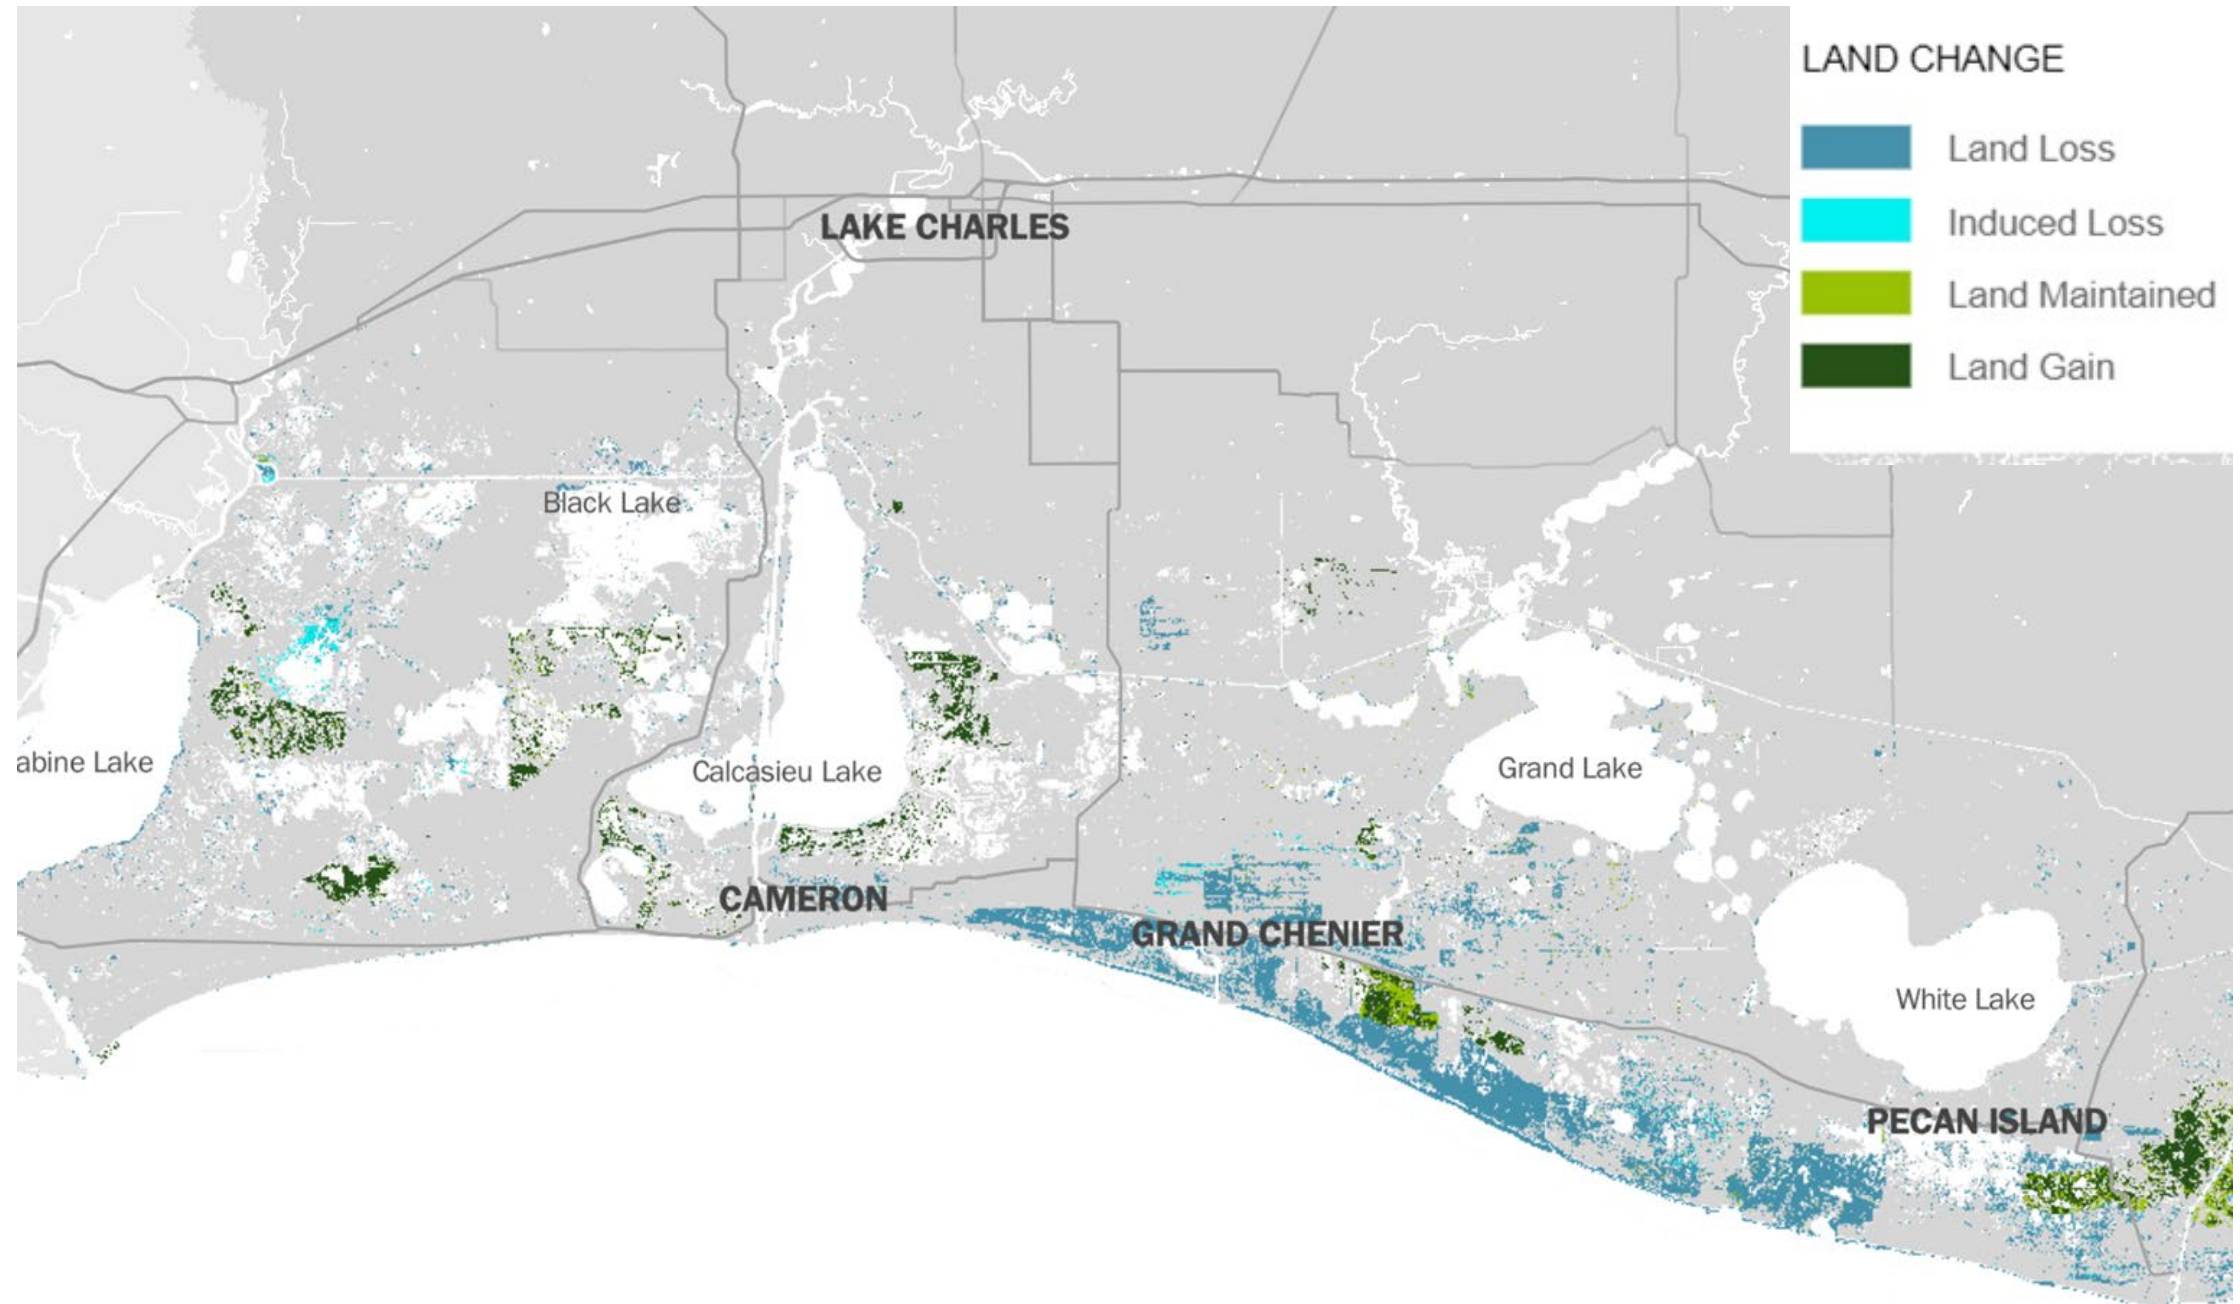 LAND CHANGE
Land Loss
Induced Loss
Land Maintained
Land Gain
LAKE CHARLES
Black Lake
abine Lake
Calcasieu Lake
Grand Lake
CAMERON
GRAND CHENIER
White Lake
PECAN ISLAND